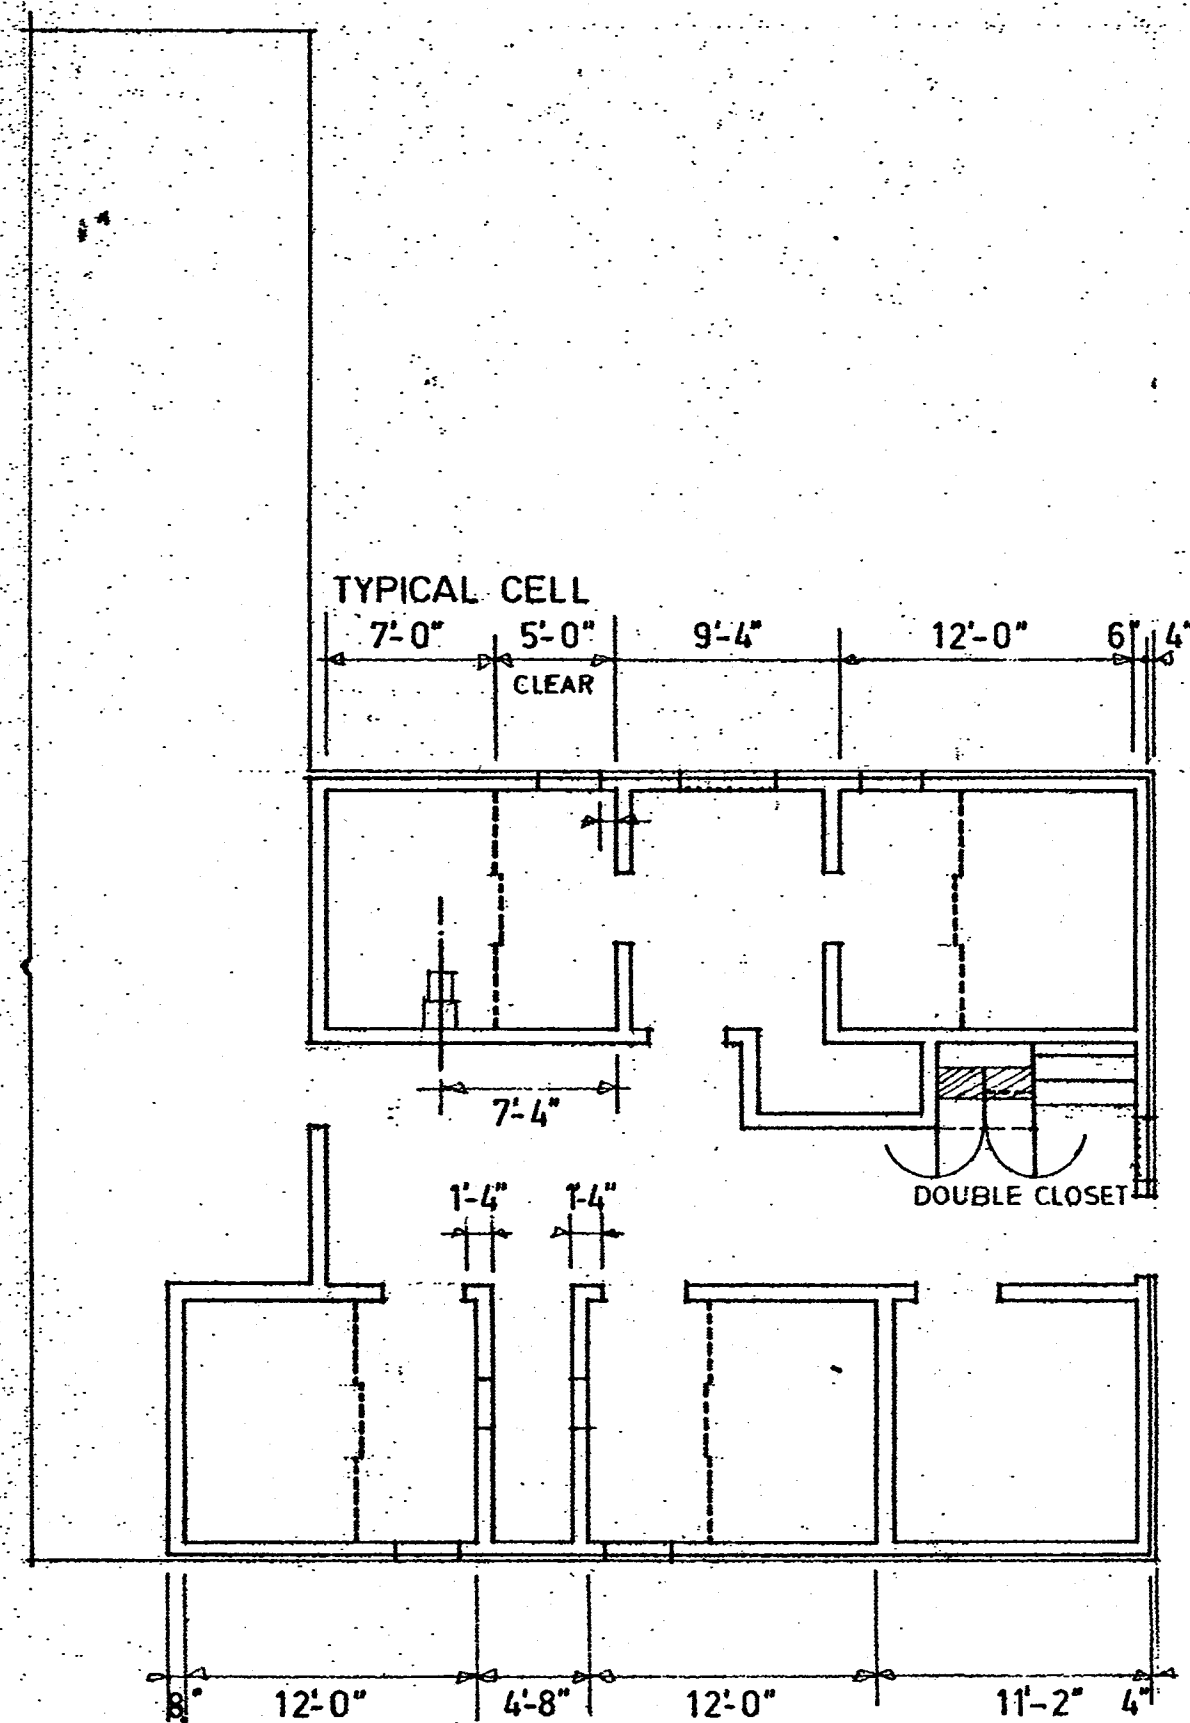 TYPICAL CELL
7'-0" 5'-0" 9'-4" 12'-0" 6" 4"
CLEAR
7'-4"
1'-4" 1'-4"
DOUBLE CLOSET
8" 12'-0" 4'-8" 12'-0" 11'-2" 4"